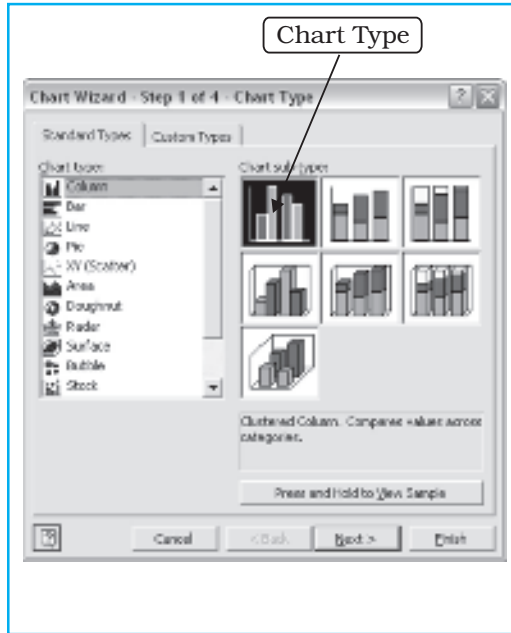 Chart Type
Chart Wizard - Step 1 of 4 - Chart Type
Standard Types
Custom Types
Chart type:
Column
Bar
Line
Pie
XY (Scatter)
Area
Doughnut
Radar
Surface
Bubble
Stock
Chart sub-type:
Clustered Column. Compares values across
categories.
Press and Hold to View Sample
Cancel
< Back
Next >
Finish